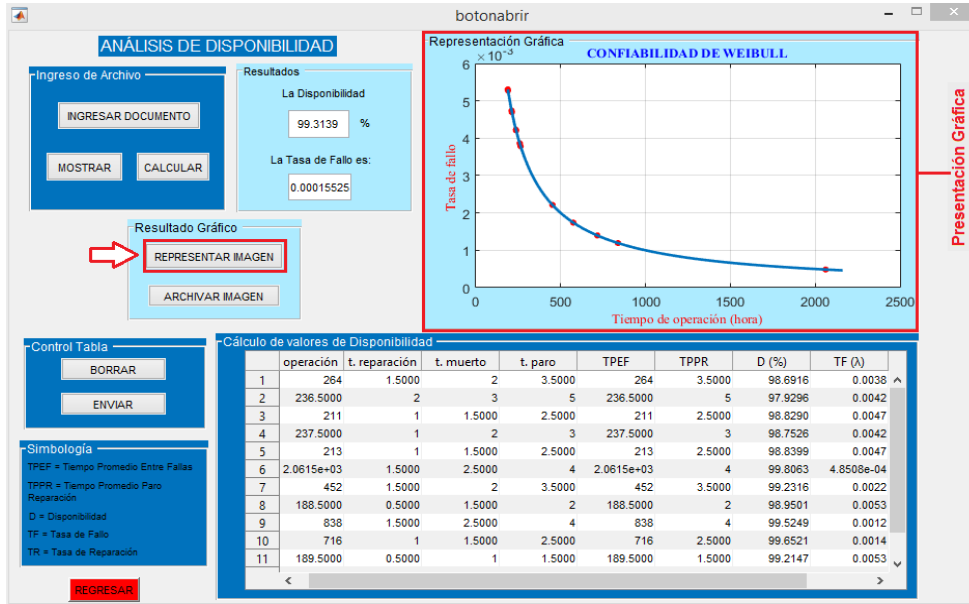 botonabrir
ANÁLISIS DE DISPONIBILIDAD
Ingreso de Archivo
INGRESAR DOCUMENTO
MOSTRAR CALCULAR
Resultados
La Disponibilidad
99.3139 %
La Tasa de Fallo es:
0.00015525
Resultado Gráfico
REPRESENTAR IMAGEN
ARCHIVAR IMAGEN
Representación Gráfica
CONFIABILIDAD DE WEIBULL
×10^-3
6
5
4
3
2
1
0
Tasa de fallo
0 500 1000 1500 2000 2500
Tiempo de operación (hora)
Presentación Gráfica
Control Tabla
BORRAR
ENVIAR
Simbología
TPEF = Tiempo Promedio Entre Fallas
TPPR = Tiempo Promedio Paro
Reparación
D = Disponibilidad
TF = Tasa de Fallo
TR = Tasa de Reparación
REGRESAR
Cálculo de valores de Disponibilidad
operación t. reparación t. muerto t. paro TPEF TPPR D (%) TF (λ)
1 264 1.5000 2 3.5000 264 3.5000 98.6916 0.0038
2 236.5000 2 3 5 236.5000 5 97.9296 0.0042
3 211 1 1.5000 2.5000 211 2.5000 98.8290 0.0047
4 237.5000 1 2 3 237.5000 3 98.7526 0.0042
5 213 1 1.5000 2.5000 213 2.5000 98.8399 0.0047
6 2.0615e+03 1.5000 2.5000 4 2.0615e+03 4 99.8063 4.8508e-04
7 452 1.5000 2 3.5000 452 3.5000 99.2316 0.0022
8 188.5000 0.5000 1.5000 2 188.5000 2 98.9501 0.0053
9 838 1.5000 2.5000 4 838 4 99.5249 0.0012
10 716 1 1.5000 2.5000 716 2.5000 99.6521 0.0014
11 189.5000 0.5000 1 1.5000 189.5000 1.5000 99.2147 0.0053